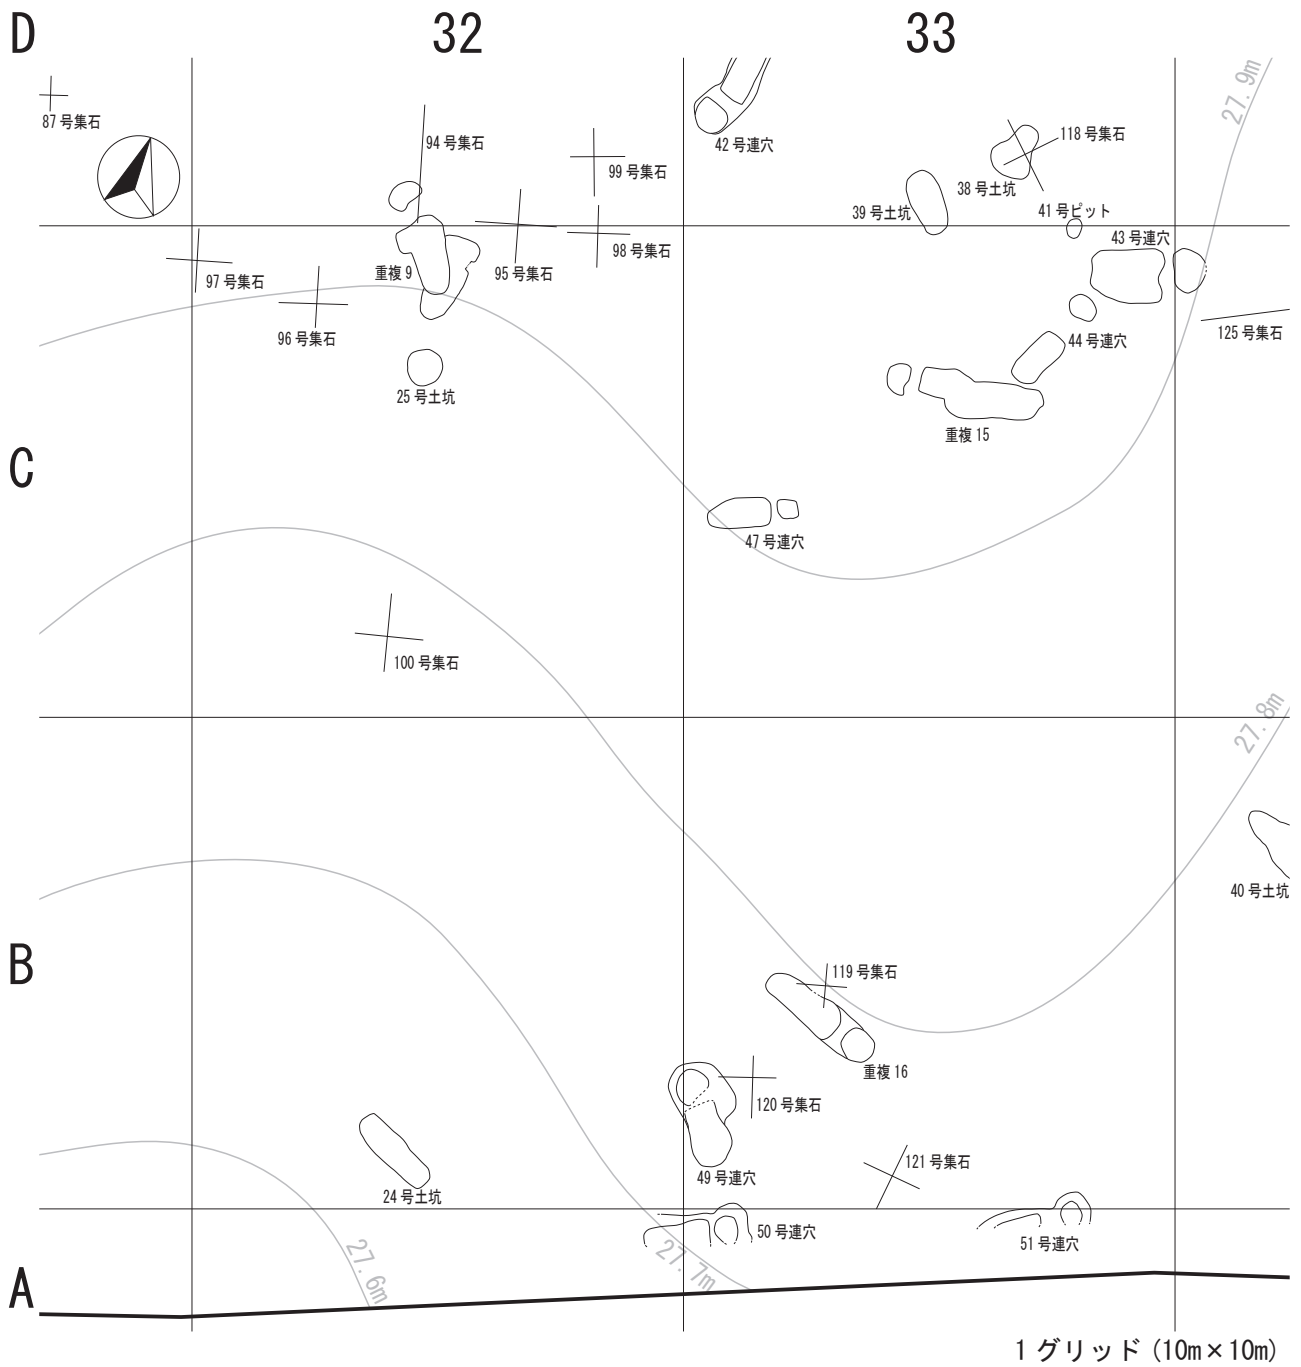 D
32
33
27.9m
87号集石
94号集石
99号集石
42号連穴
118号集石
38号土坑
39号土坑
41号ピット
43号連穴
97号集石
重複9
95号集石
98号集石
96号集石
44号連穴
125号集石
25号土坑
重複15
C
47号連穴
100号集石
27.8m
40号土坑
B
119号集石
重複16
120号集石
49号連穴
121号集石
24号土坑
50号連穴
51号連穴
27.6m
27.7m
A
1グリッド(10m×10m)